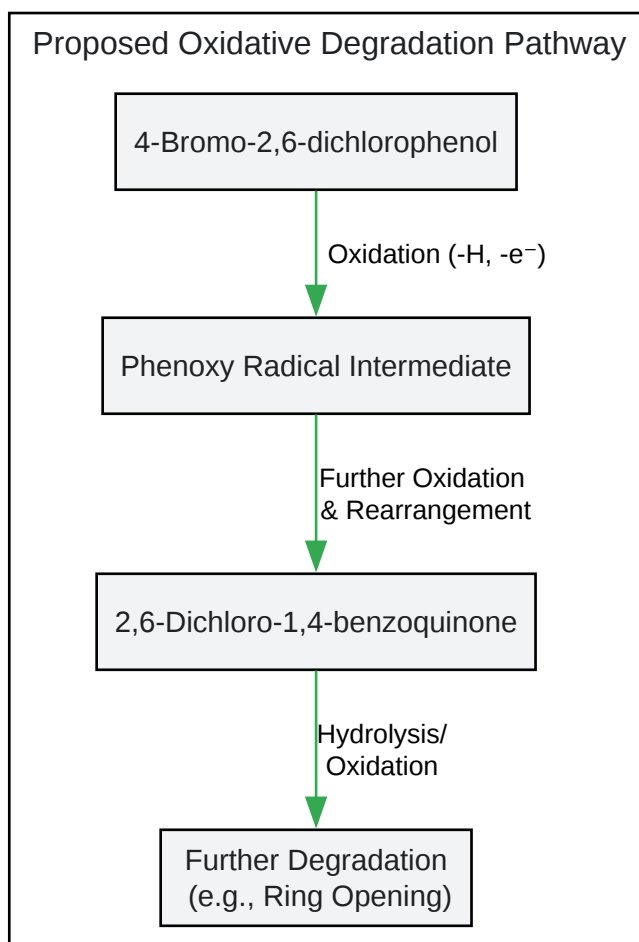 Proposed Oxidative Degradation Pathway
4-Bromo-2,6-dichlorophenol
Oxidation (-H, -e⁻)
Phenoxy Radical Intermediate
Further Oxidation
& Rearrangement
2,6-Dichloro-1,4-benzoquinone
Hydrolysis/
Oxidation
Further Degradation
(e.g., Ring Opening)